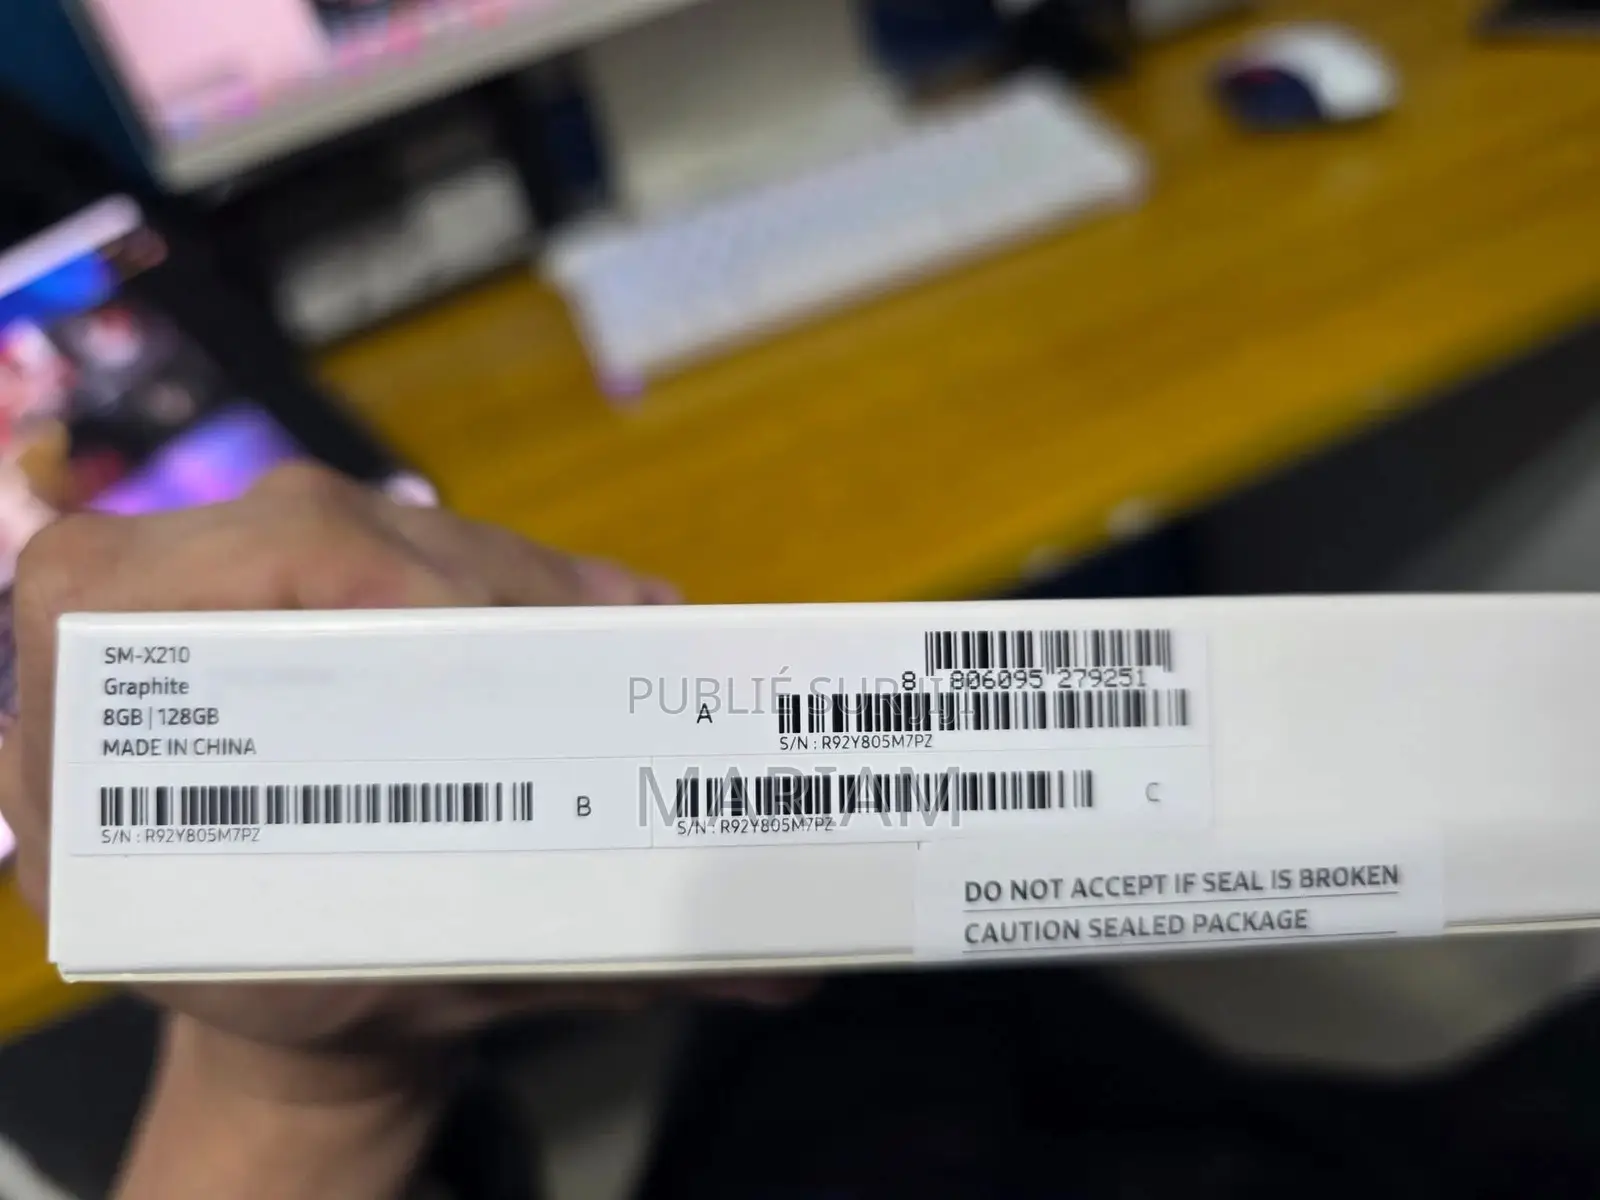 SM-X210
Graphite
8GB | 128GB
MADE IN CHINA
8 806095 279251
A
S/N : R92Y805M7PZ
S/N : R92Y805M7PZ
B
S/N : R92Y805M7PZ
C
DO NOT ACCEPT IF SEAL IS BROKEN
CAUTION SEALED PACKAGE
PUBLIÉ SUR JIJI
MARIAM